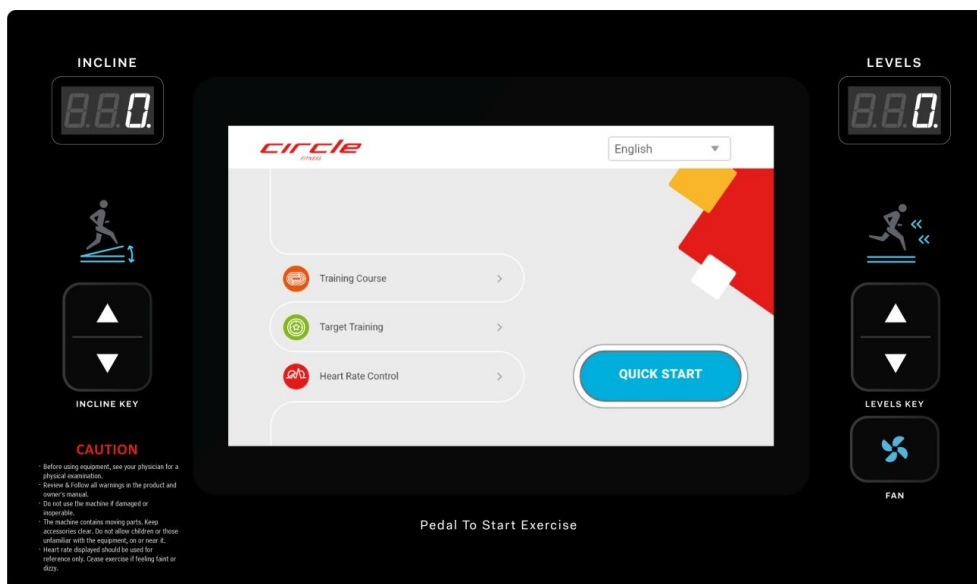 INCLINE
0.
LEVELS
0.
circle
FITNESS
English
Training Course
Target Training
Heart Rate Control
QUICK START
INCLINE KEY
LEVELS KEY
FAN
CAUTION
· Before using equipment, see your physician for a
physical examination.
· Review & Follow all warnings in the product and
owner's manual.
· Do not use the machine if damaged or
inoperable.
· The machine contains moving parts. Keep
accessories clear. Do not allow children or those
unfamiliar with the equipment, on or near it.
· Heart rate displayed should be used for
reference only. Cease exercise if feeling faint or
dizzy.
Pedal To Start Exercise